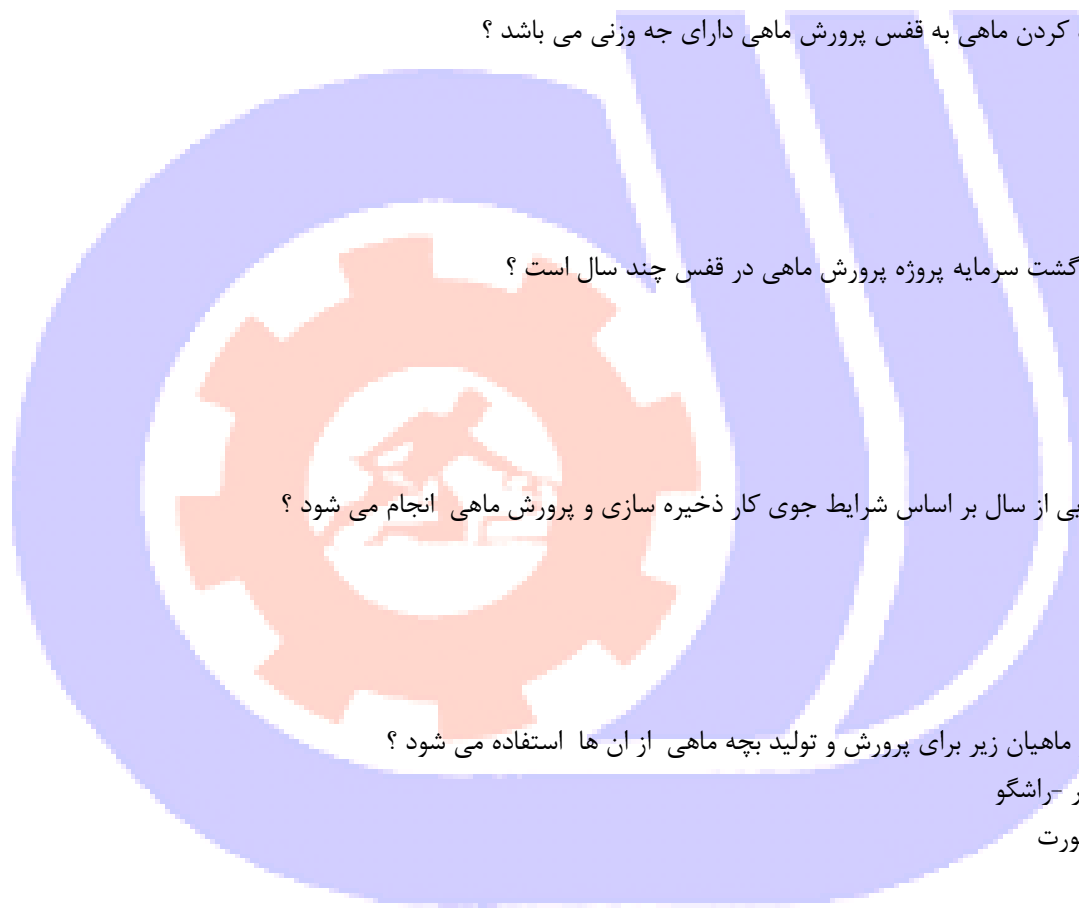 کردن ماهی به قفس پرورش ماهی دارای جه وزنی می باشد ؟
گشت سرمایه پروژه پرورش ماهی در قفس چند سال است ؟
از سال بر اساس شرایط جوی کار ذخیره سازی و پرورش ماهی انجام می شود ؟
ماهیان زیر برای پرورش و تولید بچه ماهی از ان ها استفاده می شود ؟
ر -راشگو
ورت